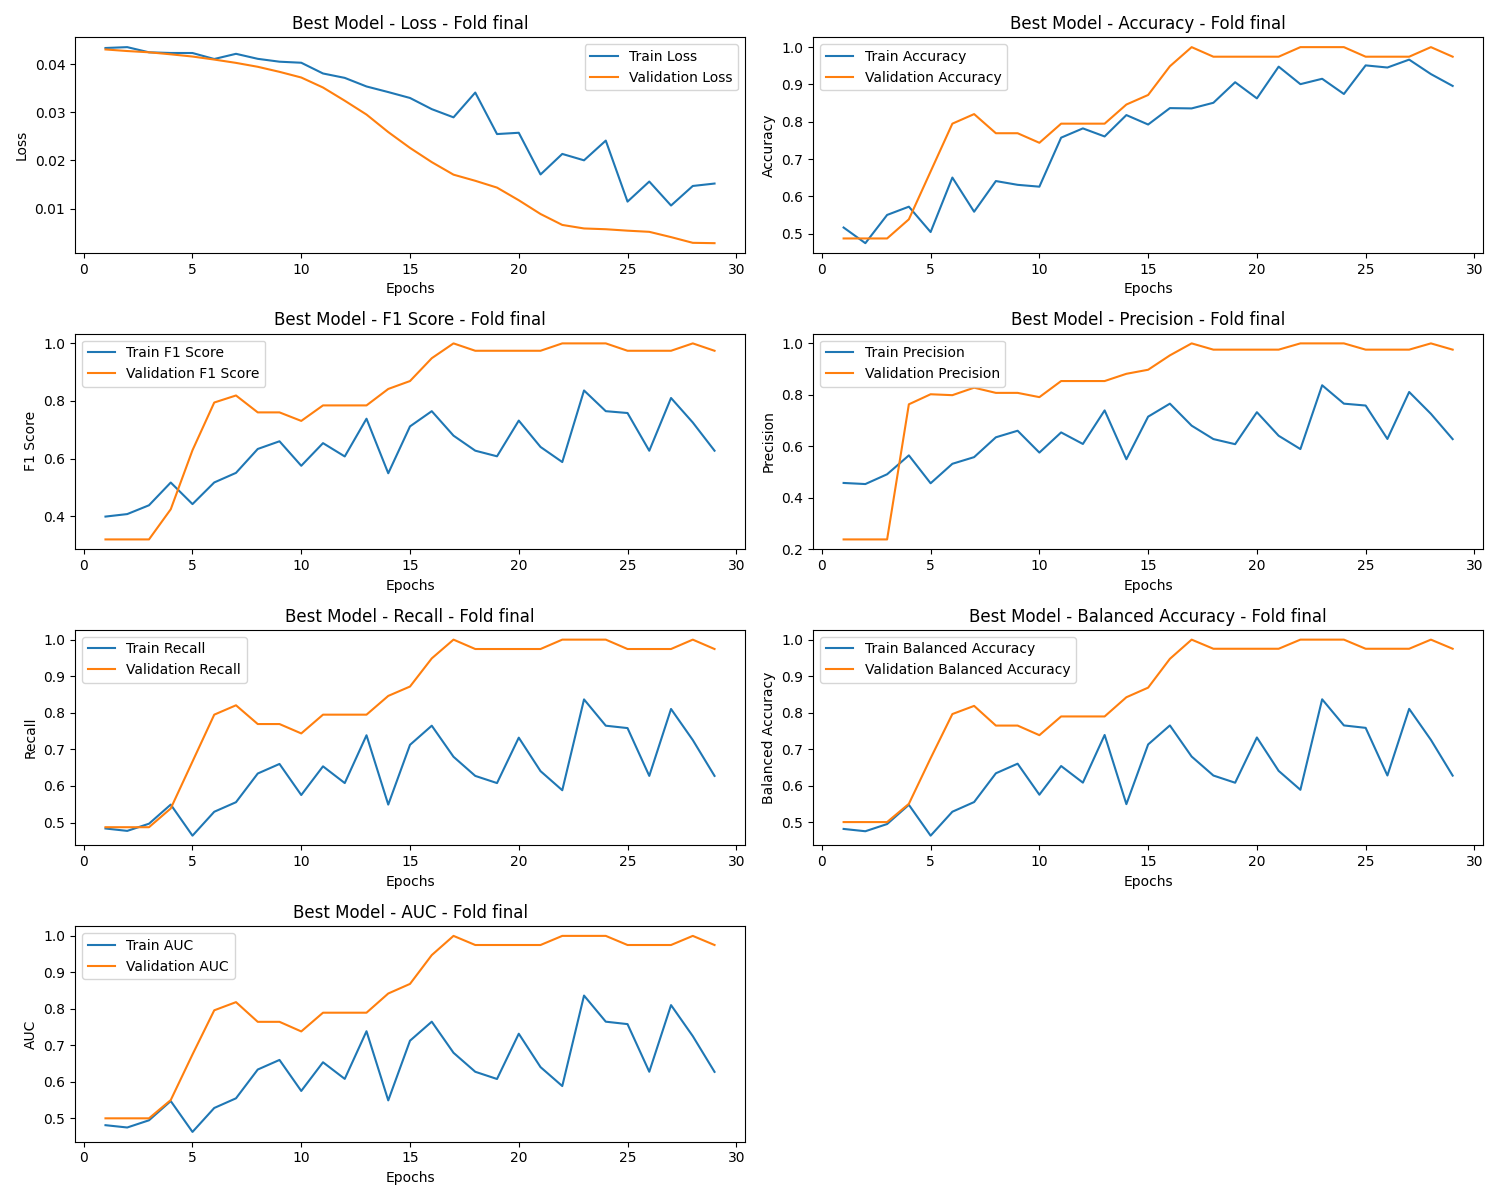 Best Model - Loss - Fold final
Train Loss
Validation Loss
0.04
0.03
0.02
0.01
Loss
0 5 10 15 20 25 30
Epochs
Best Model - Accuracy - Fold final
Train Accuracy
Validation Accuracy
1.0
0.9
0.8
0.7
0.6
0.5
Accuracy
0 5 10 15 20 25 30
Epochs
Best Model - F1 Score - Fold final
Train F1 Score
Validation F1 Score
1.0
0.8
0.6
0.4
F1 Score
0 5 10 15 20 25 30
Epochs
Best Model - Precision - Fold final
Train Precision
Validation Precision
1.0
0.8
0.6
0.4
0.2
Precision
0 5 10 15 20 25 30
Epochs
Best Model - Recall - Fold final
Train Recall
Validation Recall
1.0
0.9
0.8
0.7
0.6
0.5
Recall
0 5 10 15 20 25 30
Epochs
Best Model - Balanced Accuracy - Fold final
Train Balanced Accuracy
Validation Balanced Accuracy
1.0
0.9
0.8
0.7
0.6
0.5
Balanced Accuracy
0 5 10 15 20 25 30
Epochs
Best Model - AUC - Fold final
Train AUC
Validation AUC
1.0
0.9
0.8
0.7
0.6
0.5
AUC
0 5 10 15 20 25 30
Epochs